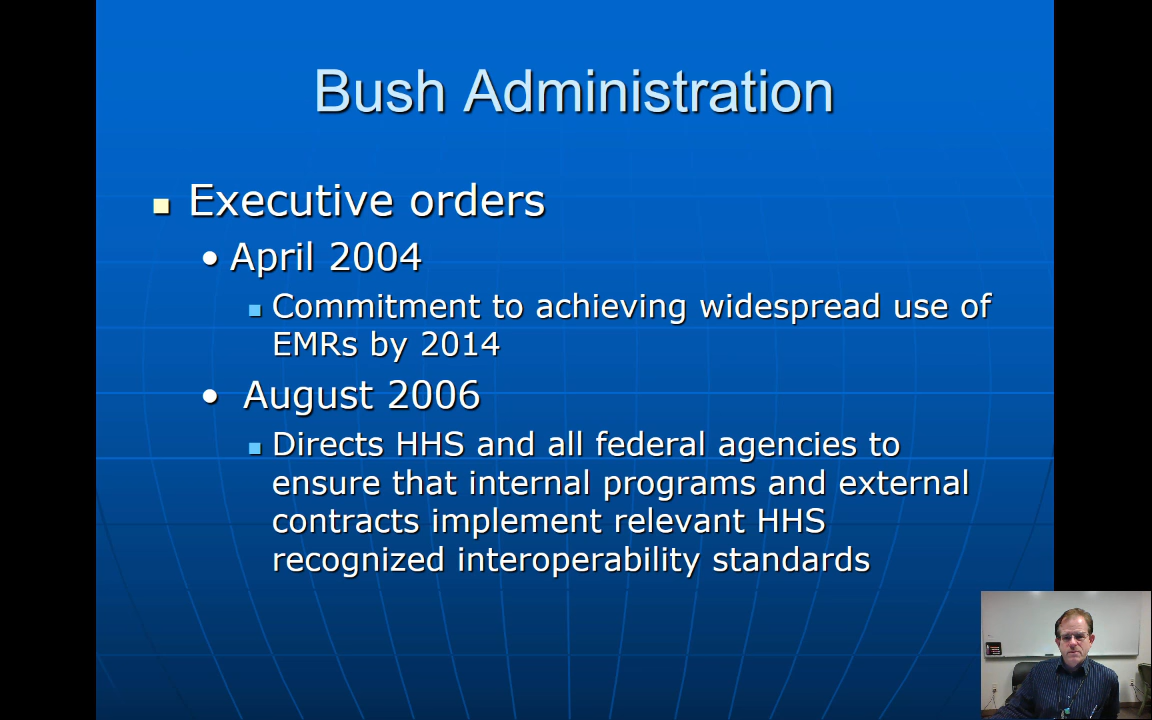 Bush Administration
Executive orders
April 2004
Commitment to achieving widespread use of
EMRs by 2014
August 2006
Directs HHS and all federal agencies to
ensure that internal programs and external
contracts implement relevant HHS
recognized interoperability standards